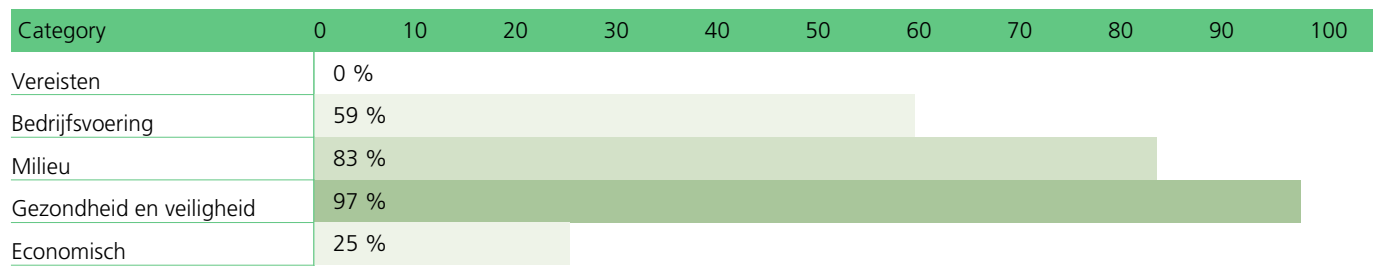 Category 0 10 20 30 40 50 60 70 80 90 100
Vereisten 0 %
Bedrijfsvoering 59 %
Milieu 83 %
Gezondheid en veiligheid 97 %
Economisch 25 %